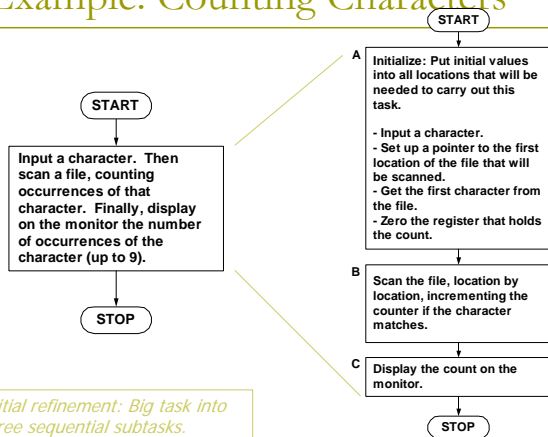 Example: Counting Characters
START
Input a character. Then
scan a file, counting
occurrences of that
character. Finally, display
on the monitor the number
of occurrences of the
character (up to 9).
STOP
START
A
Initialize: Put initial values
into all locations that will be
needed to carry out this
task.
- Input a character.
- Set up a pointer to the first
location of the file that will
be scanned.
- Get the first character from
the file.
- Zero the register that holds
the count.
B
Scan the file, location by
location, incrementing the
counter if the character
matches.
C
Display the count on the
monitor.
STOP
itial refinement: Big task into
ree sequential subtasks.